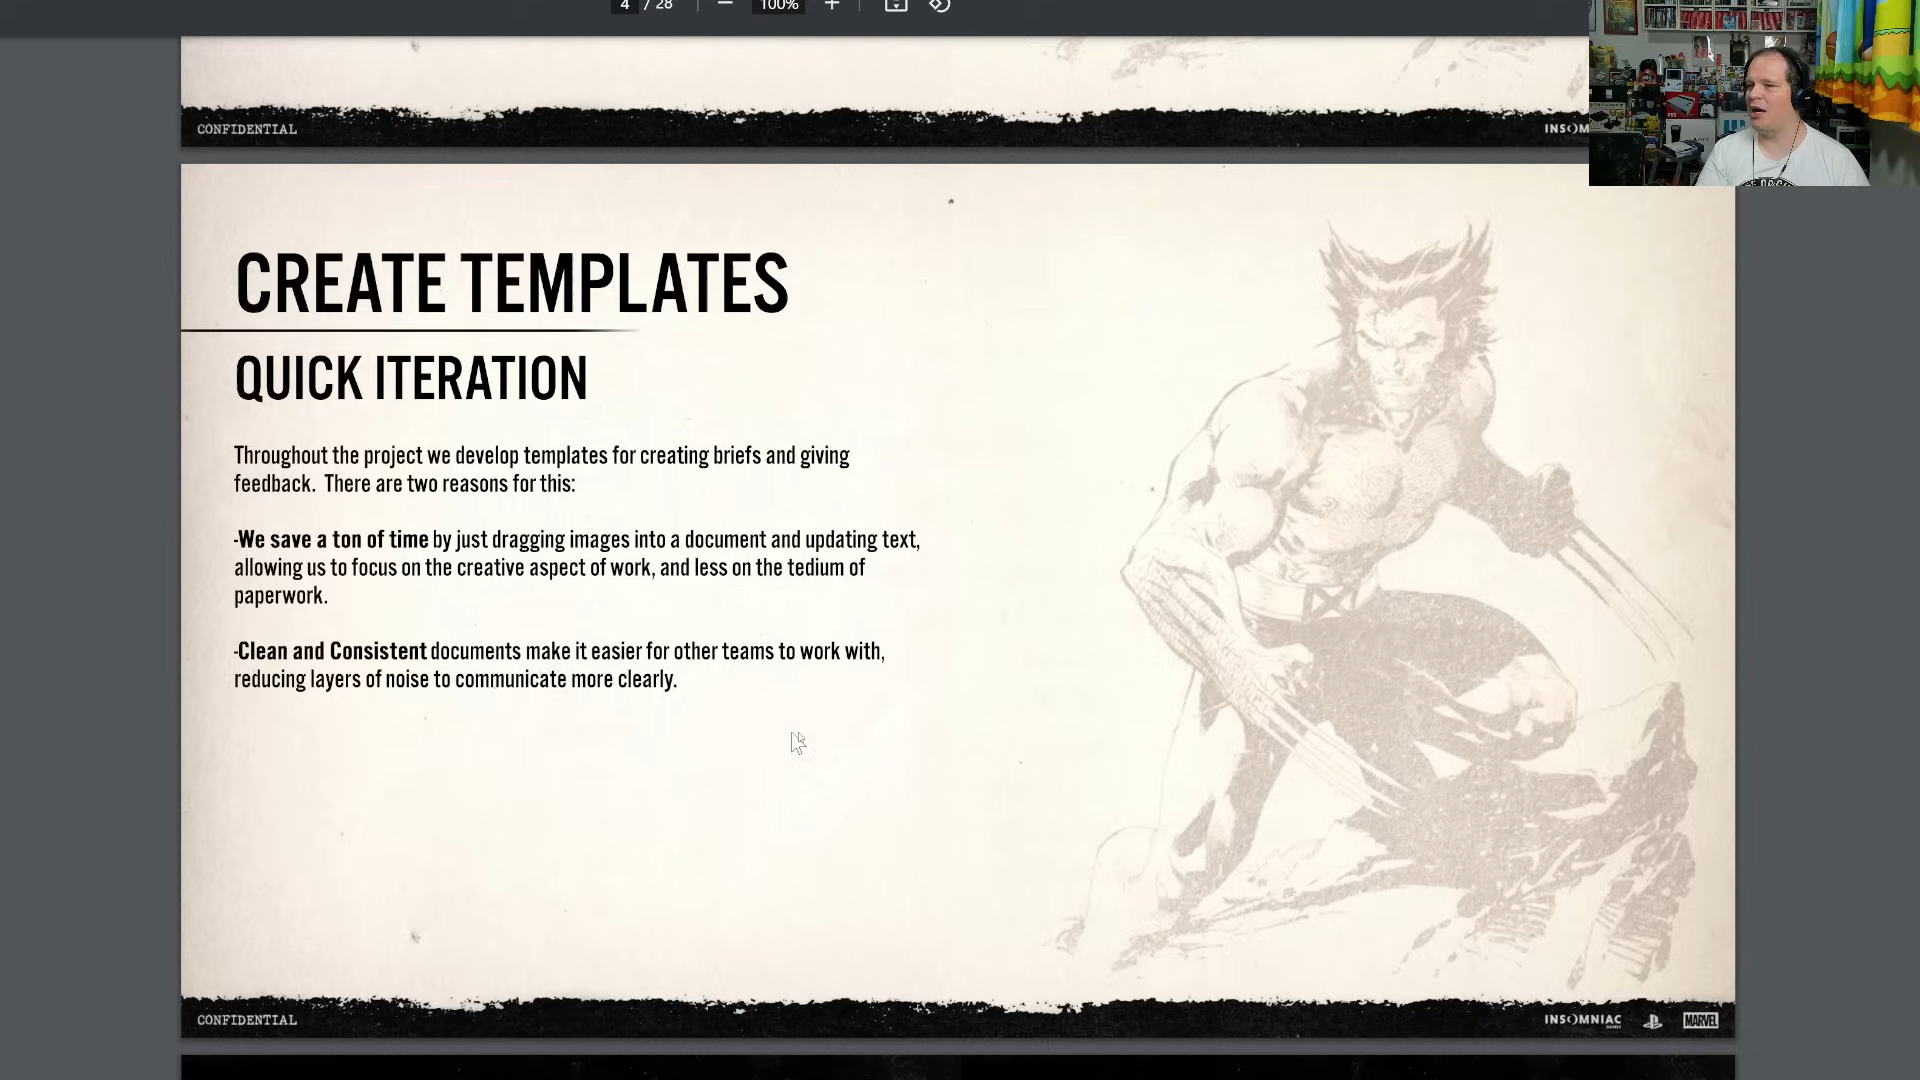 4 / 28
100%
CONFIDENTIAL
CREATE TEMPLATES
QUICK ITERATION
Throughout the project we develop templates for creating briefs and giving
feedback. There are two reasons for this:
-We save a ton of time by just dragging images into a document and updating text,
allowing us to focus on the creative aspect of work, and less on the tedium of
paperwork.
-Clean and Consistent documents make it easier for other teams to work with,
reducing layers of noise to communicate more clearly.
CONFIDENTIAL
INSOMNIAC
GAMES
MARVEL